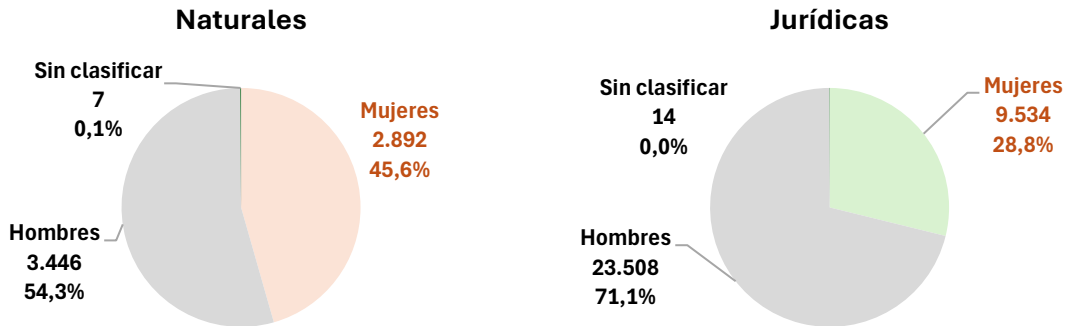 Naturales
Sin clasificar
7
0,1%
Mujeres
2.892
45,6%
Hombres
3.446
54,3%
Jurídicas
Sin clasificar
14
0,0%
Mujeres
9.534
28,8%
Hombres
23.508
71,1%